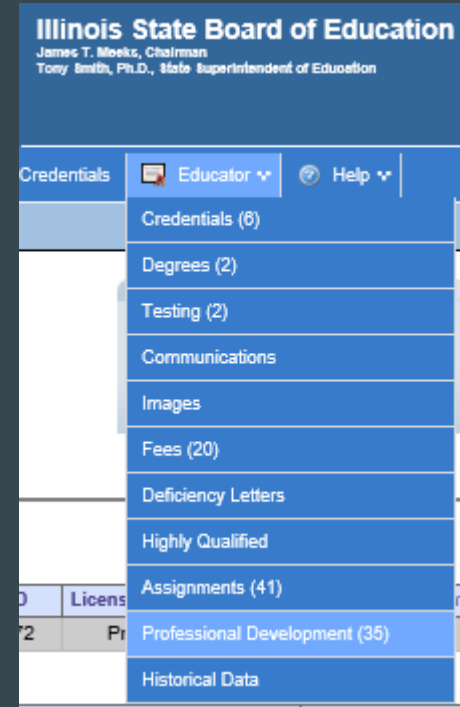 Illinois State Board of Education
James T. Meeks, Chairman
Tony Smith, Ph.D., State Superintendent of Education
Credentials Educator Help
Credentials (6)
Degrees (2)
Testing (2)
Communications
Images
Fees (20)
Deficiency Letters
Highly Qualified
Assignments (41)
Licens
Professional Development (35)
72 Pr
Historical Data